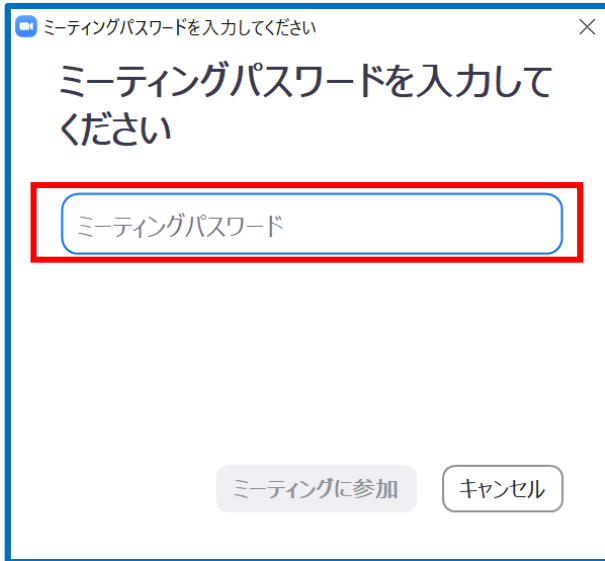 ミーティングパスワードを入力してください
ミーティングパスワードを入力して
ください
ミーティングパスワード
ミーティングに参加
キャンセル